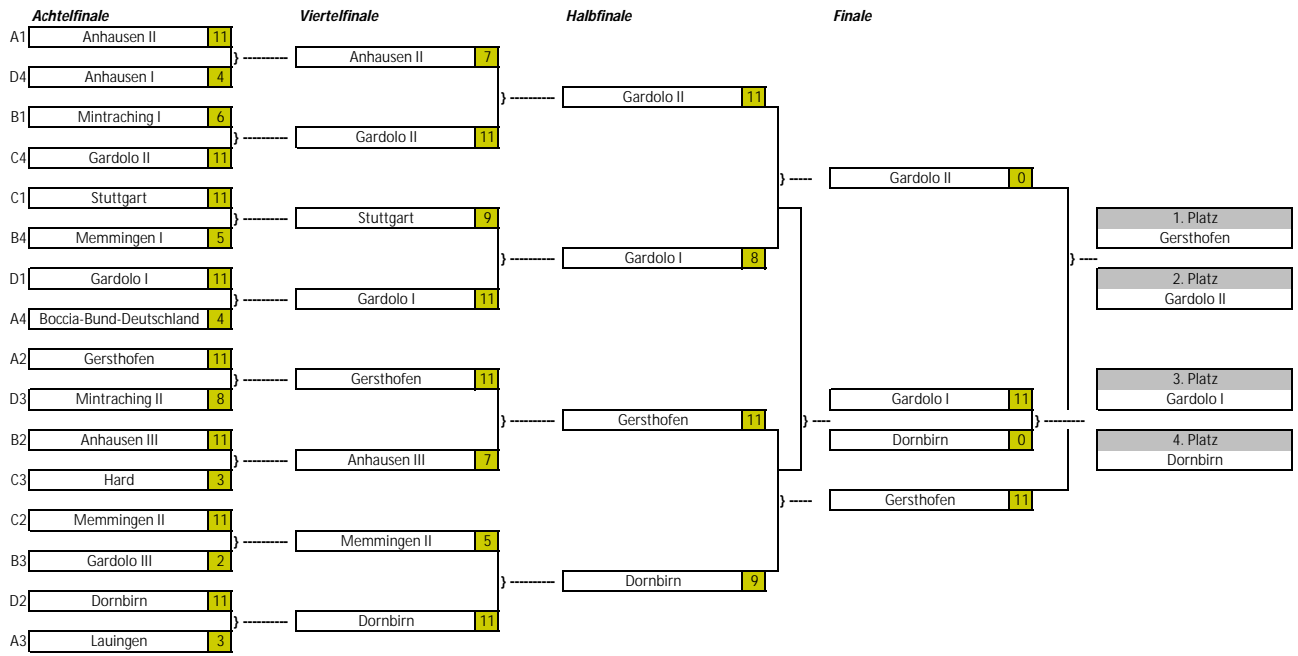 Achtelfinale Viertelfinale Halbfinale Finale
A1 Anhausen II 11
} ---------- Anhausen II 7
D4 Anhausen I 4
} ---------- Gardolo II 11
B1 Mintraching I 6
} ---------- Gardolo II 11
C4 Gardolo II 11
} ----- Gardolo II 0
C1 Stuttgart 11
} ---------- Stuttgart 9 1. Platz
B4 Memmingen I 5 Gersthofen
} ---------- Gardolo I 8 } ----
D1 Gardolo I 11 2. Platz
} ---------- Gardolo I 11 Gardolo II
A4 Boccia-Bund-Deutschland 4
A2 Gersthofen 11
} ---------- Gersthofen 11 3. Platz
D3 Mintraching II 8 Gardolo I 11 Gardolo I
} ---------- Gersthofen 11 } ---- } ---------
B2 Anhausen III 11 Dornbirn 0 4. Platz
} ---------- Anhausen III 7 Dornbirn
C3 Hard 3
} ----- Gersthofen 11
C2 Memmingen II 11
} ---------- Memmingen II 5
B3 Gardolo III 2
} ---------- Dornbirn 9
D2 Dornbirn 11
} ---------- Dornbirn 11
A3 Lauingen 3